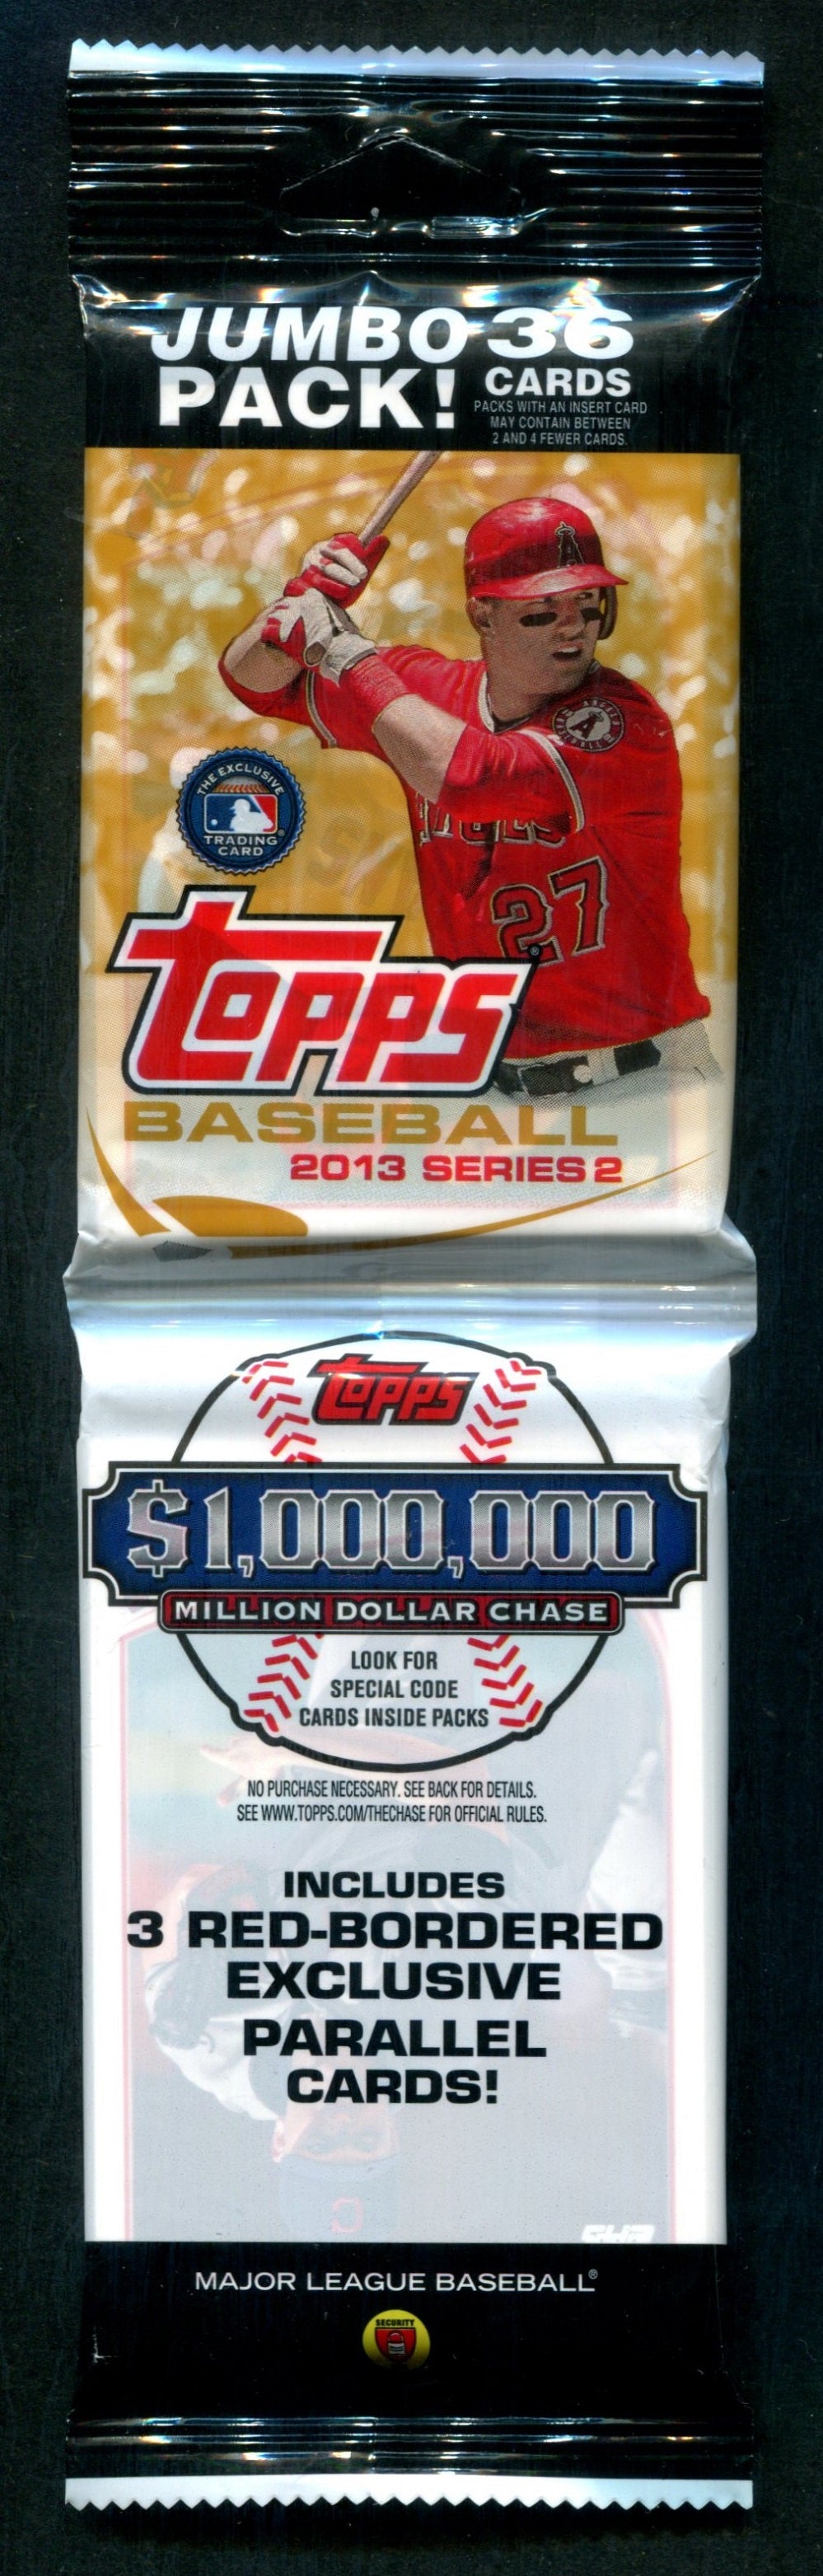 JUMBO 36
PACK! CARDS
PACKS WITH AN INSERT CARD
MAY CONTAIN BETWEEN
2 AND 4 FEWER CARDS.
A
A
ANGELS
27
THE EXCLUSIVE
TRADING
CARD
®
Topps®
BASEBALL
2013 SERIES 2
Topps
$1,000,000
MILLION DOLLAR CHASE
LOOK FOR
SPECIAL CODE
CARDS INSIDE PACKS
NO PURCHASE NECESSARY. SEE BACK FOR DETAILS.
SEE WWW.TOPPS.COM/THECHASE FOR OFFICIAL RULES.
INCLUDES
3 RED-BORDERED
EXCLUSIVE
PARALLEL
CARDS!
C
MAJOR LEAGUE BASEBALL®
SECURITY